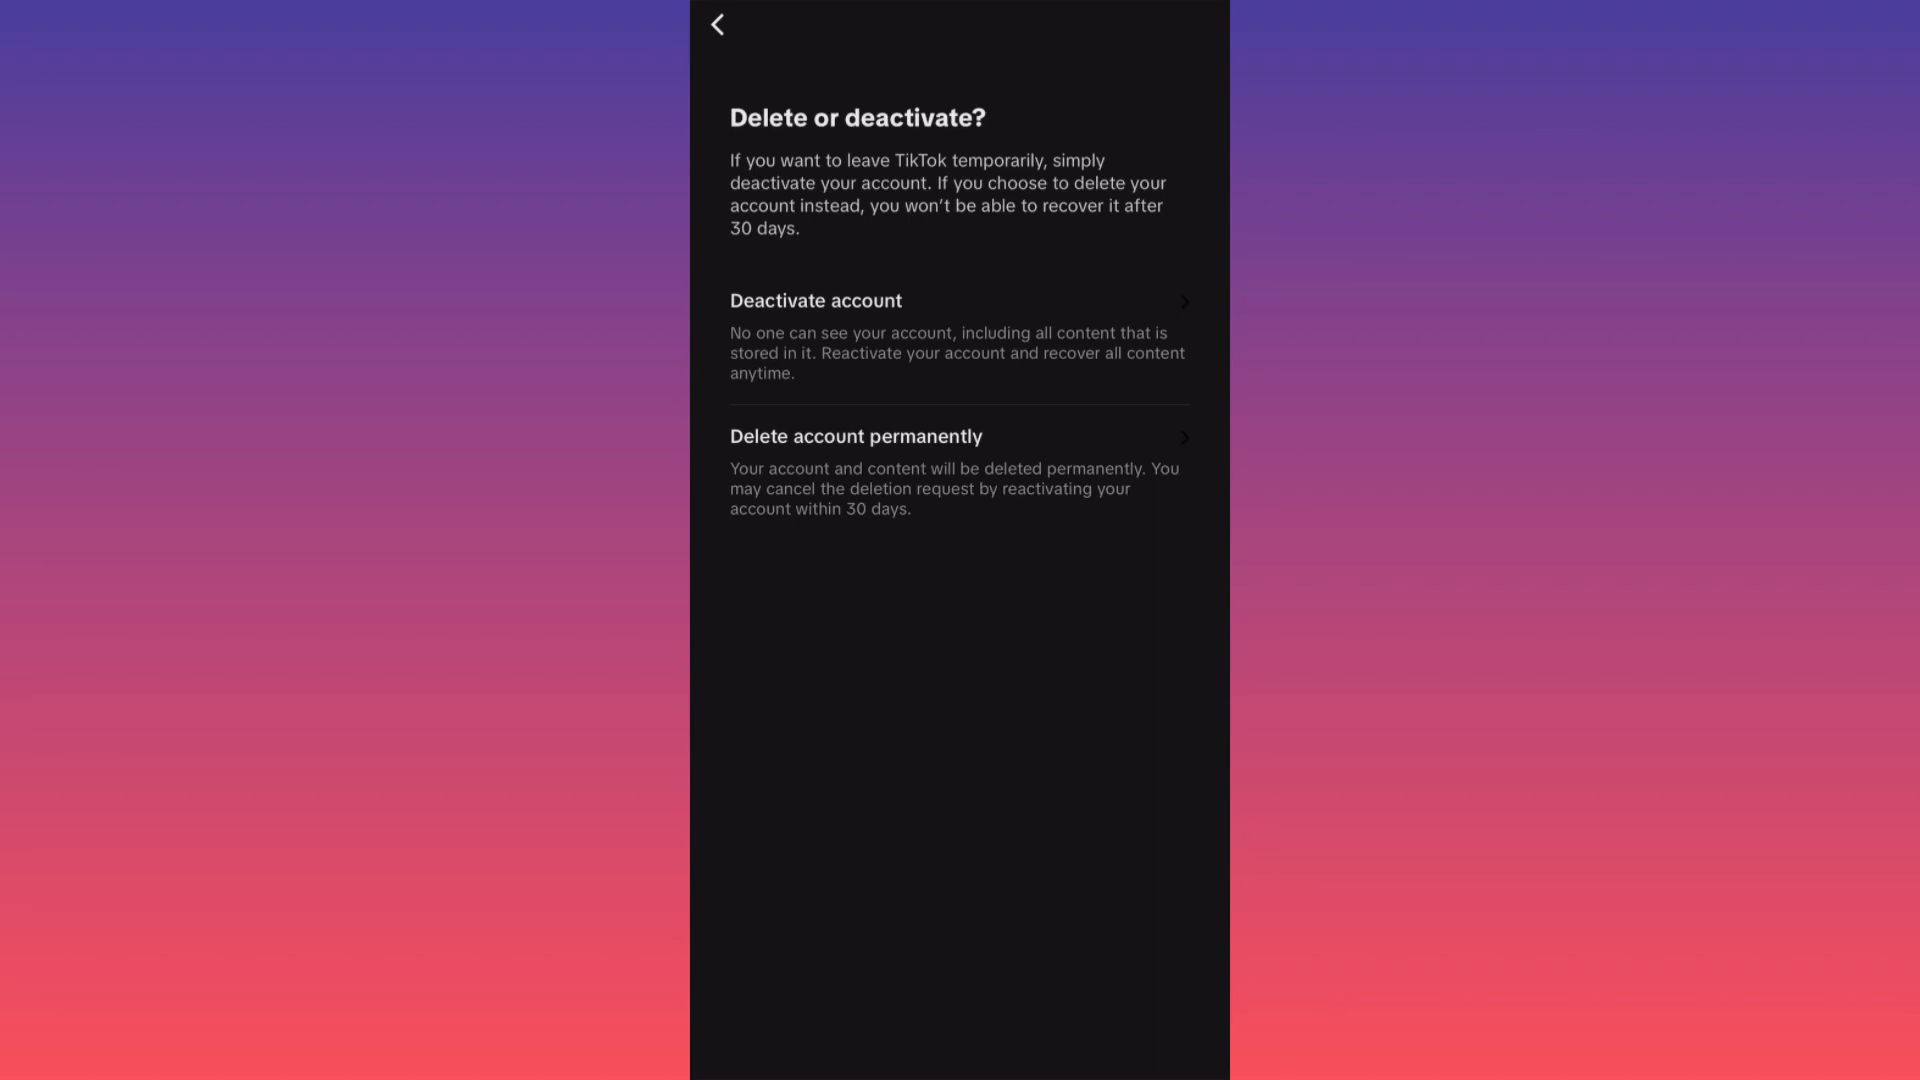 Delete or deactivate?
If you want to leave TikTok temporarily, simply
deactivate your account. If you choose to delete your
account instead, you won’t be able to recover it after
30 days.
Deactivate account
No one can see your account, including all content that is
stored in it. Reactivate your account and recover all content
anytime.
Delete account permanently
Your account and content will be deleted permanently. You
may cancel the deletion request by reactivating your
account within 30 days.